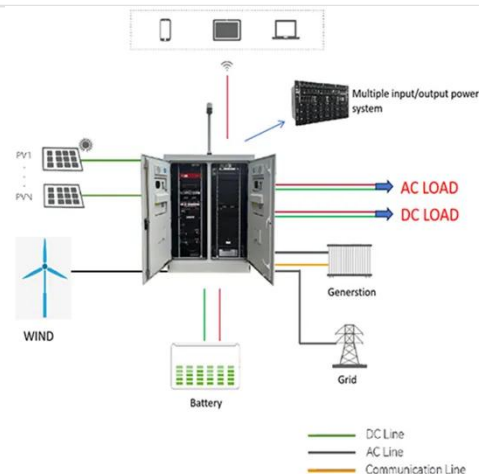 Multiple input/output power
system
PV1
PVN
AC LOAD
DC LOAD
WIND
Generstion
Battery
Grid
DC Line
AC Line
Communication Line